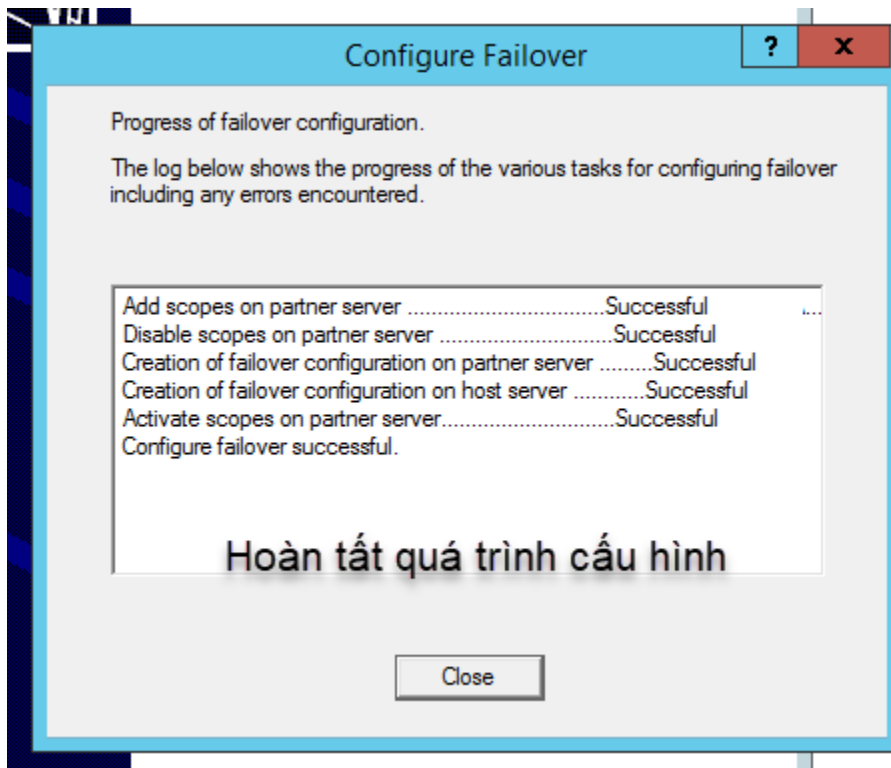 Configure Failover
?
x
Progress of failover configuration.
The log below shows the progress of the various tasks for configuring failover
including any errors encountered.
Add scopes on partner server .................................Successful
Disable scopes on partner server .............................Successful
Creation of failover configuration on partner server .........Successful
Creation of failover configuration on host server ............Successful
Activate scopes on partner server.............................Successful
Configure failover successful.
Hoàn tất quá trình cấu hình
Close